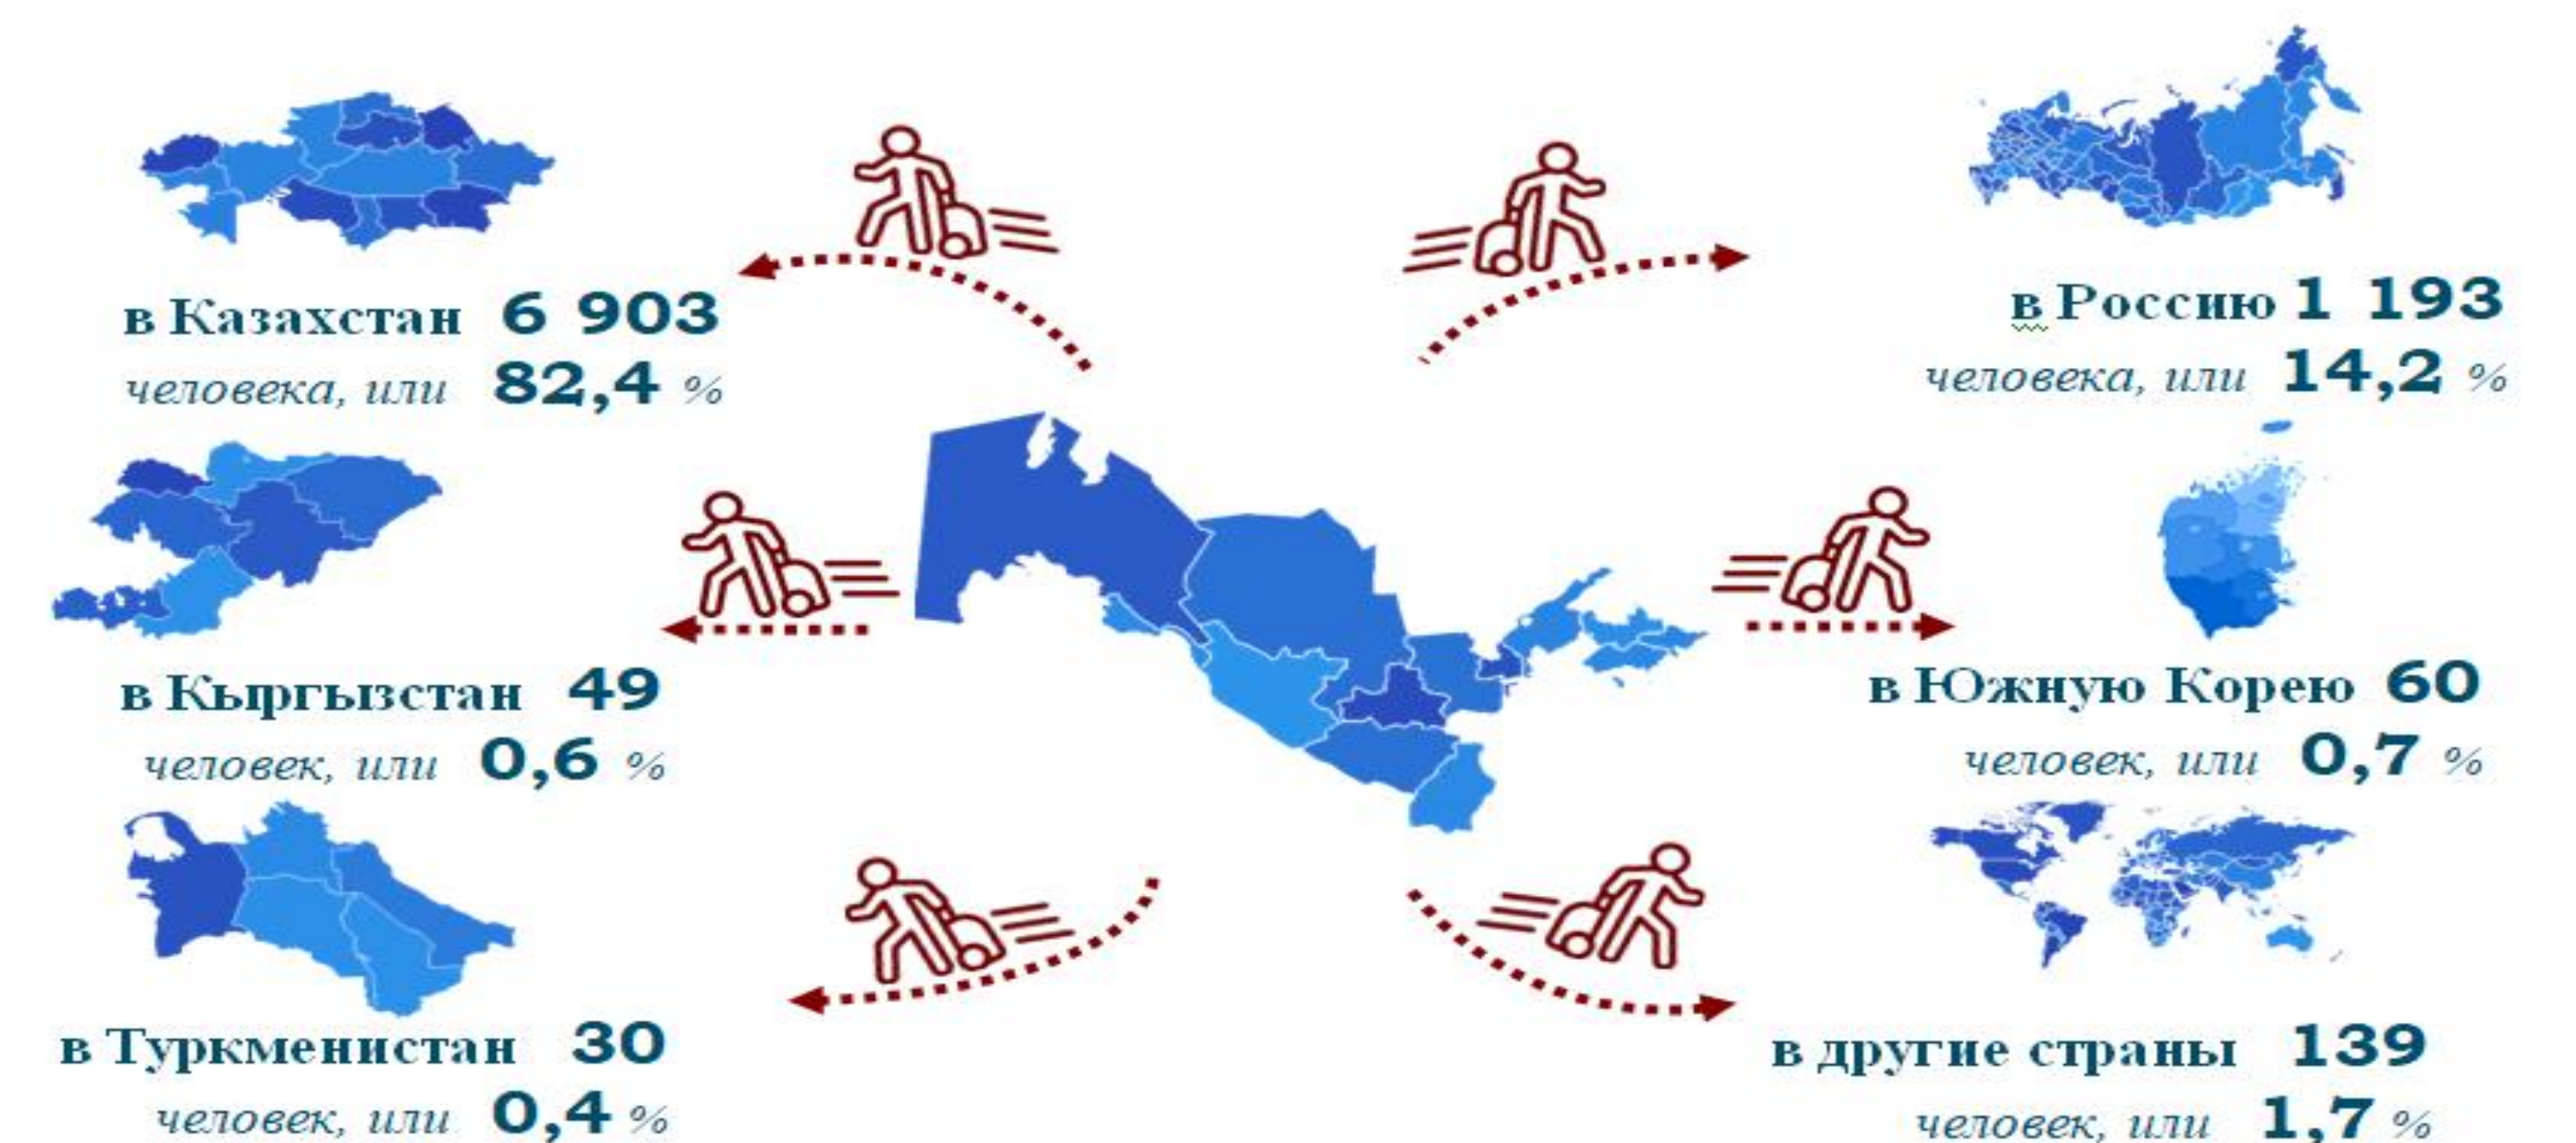 в Казахстан 6 903
человека, или 82,4 %
в Россию 1 193
человека, или 14,2 %
в Кыргызстан 49
человек, или 0,6 %
в Южную Корею 60
человек, или 0,7 %
в Туркменистан 30
человек, или 0,4 %
в другие страны 139
человек, или 1,7 %